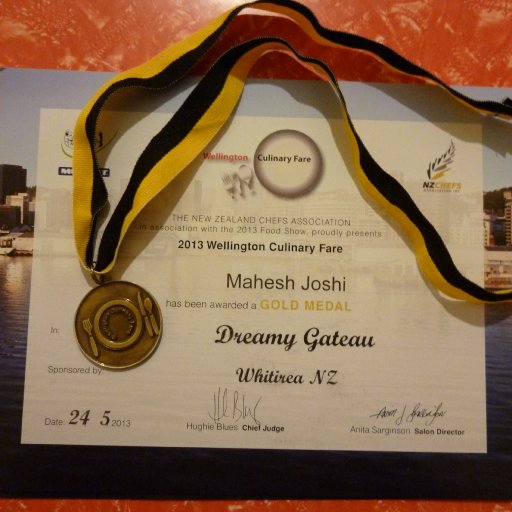 Wellington Culinary Fare
NZCHEFS
ASSOCIATION INC
THE NEW ZEALAND CHEFS ASSOCIATION
in association with the 2013 Food Show, proudly presents
2013 Wellington Culinary Fare
Mahesh Joshi
has been awarded a GOLD MEDAL
In: Dreamy Gateau
Sponsored by: Whitirea NZ
Date: 24 5 2013
Hughie Blues Chief Judge
Anita Sarginson Salon Director